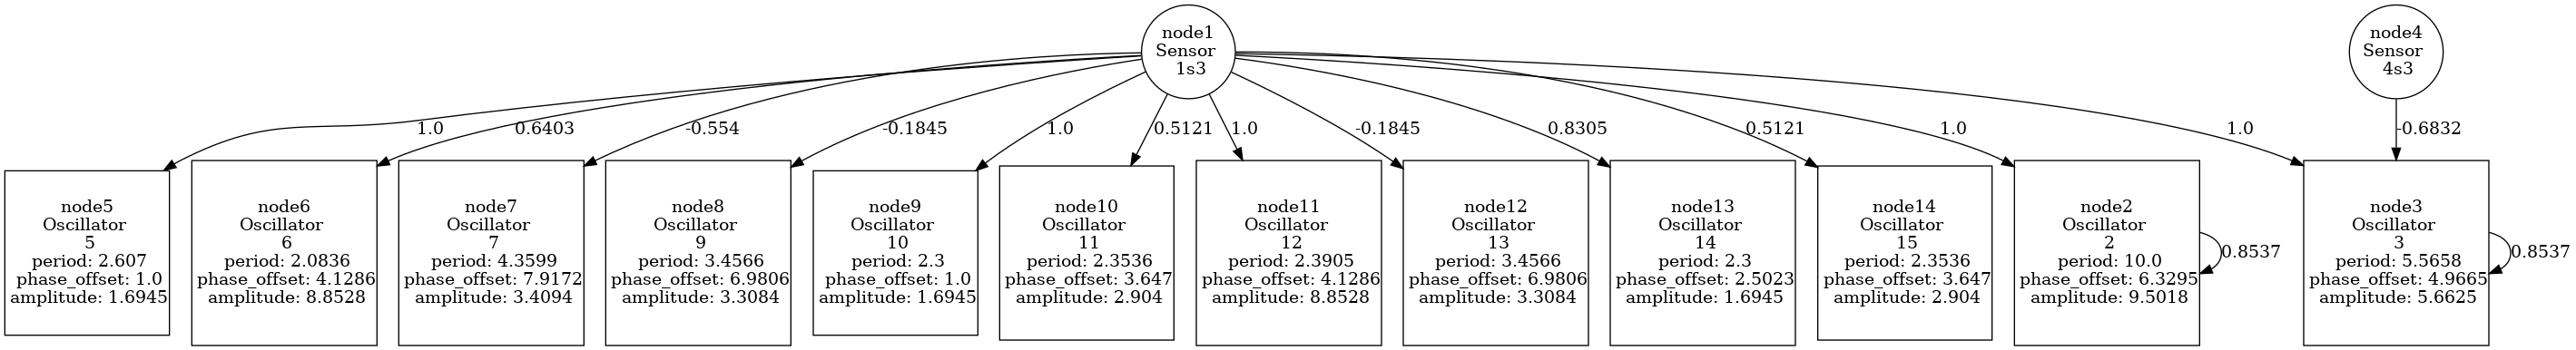 node1
Sensor
1s3
node4
Sensor
4s3
1.0
0.6403
-0.554
-0.1845
1.0
0.5121
1.0
-0.1845
0.8305
0.5121
1.0
1.0
-0.6832
node5
Oscillator
5
period: 2.607
phase_offset: 1.0
amplitude: 1.6945
node6
Oscillator
6
period: 2.0836
phase_offset: 4.1286
amplitude: 8.8528
node7
Oscillator
7
period: 4.3599
phase_offset: 7.9172
amplitude: 3.4094
node8
Oscillator
9
period: 3.4566
phase_offset: 6.9806
amplitude: 3.3084
node9
Oscillator
10
period: 2.3
phase_offset: 1.0
amplitude: 1.6945
node10
Oscillator
11
period: 2.3536
phase_offset: 3.647
amplitude: 2.904
node11
Oscillator
12
period: 2.3905
phase_offset: 4.1286
amplitude: 8.8528
node12
Oscillator
13
period: 3.4566
phase_offset: 6.9806
amplitude: 3.3084
node13
Oscillator
14
period: 2.3
phase_offset: 2.5023
amplitude: 1.6945
node14
Oscillator
15
period: 2.3536
phase_offset: 3.647
amplitude: 2.904
node2
Oscillator
2
period: 10.0
phase_offset: 6.3295
amplitude: 9.5018
0.8537
node3
Oscillator
3
period: 5.5658
phase_offset: 4.9665
amplitude: 5.6625
0.8537